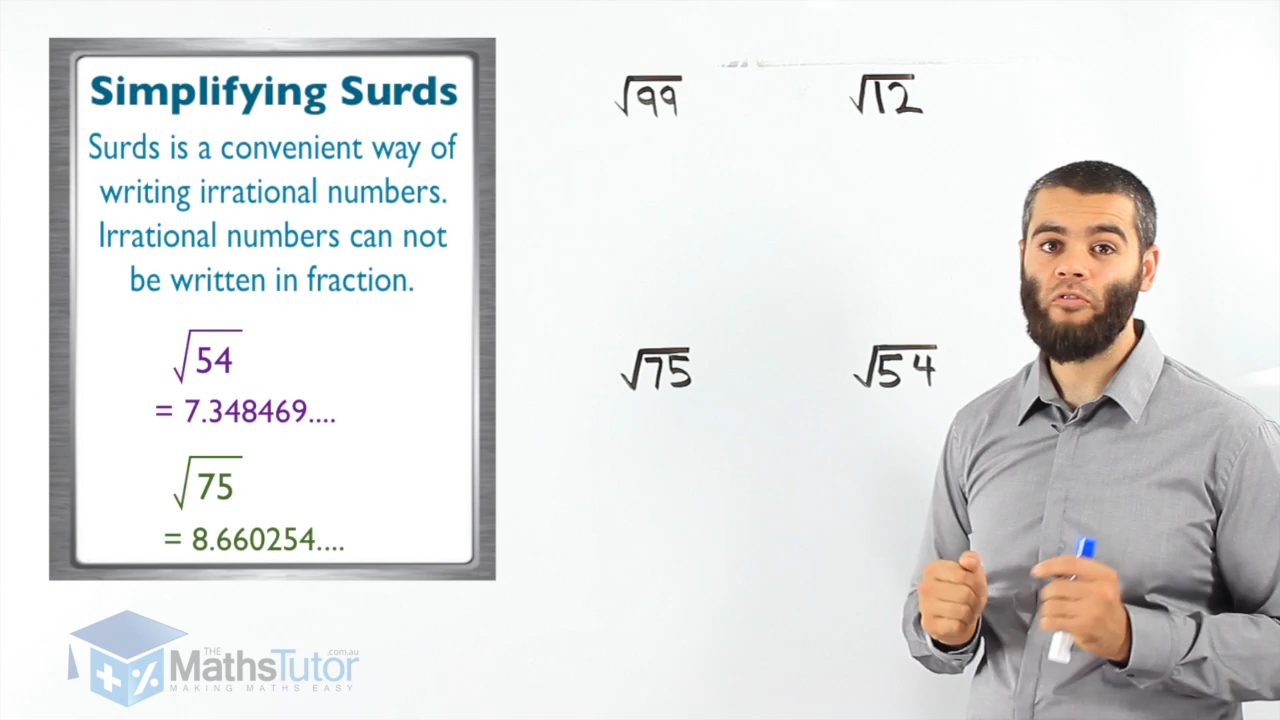 Simplifying Surds
Surds is a convenient way of
writing irrational numbers.
Irrational numbers can not
be written in fraction.
√54
= 7.348469....
√75
= 8.660254....
√99
√12
√75
√54
THE
MathsTutor
.com.au
MAKING MATHS EASY